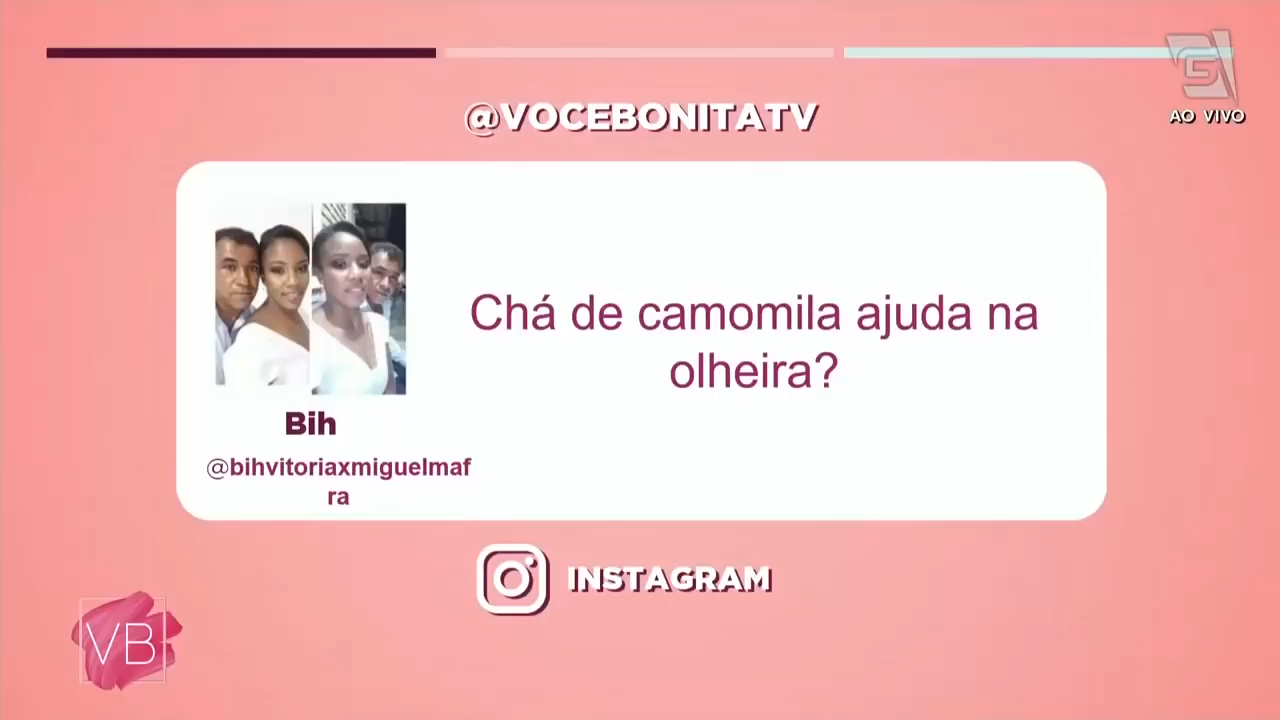 @VOCEBONITATV
AO VIVO
Chá de camomila ajuda na
olheira?
Bih
@bihvitoriaxmiguelmaf
ra
INSTAGRAM
VB